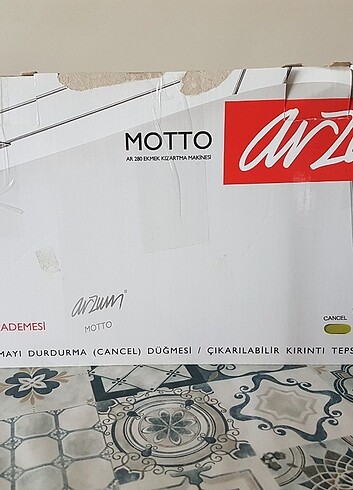 MOTTO
AR 280 EKMEK KIZARTMA MAKİNESİ
arzu
arzum®
MOTTO
ADEMESİ
CANCEL
MAYI DURDURMA (CANCEL) DÜĞMESİ / ÇIKARILABİLİR KIRINTI TEPS